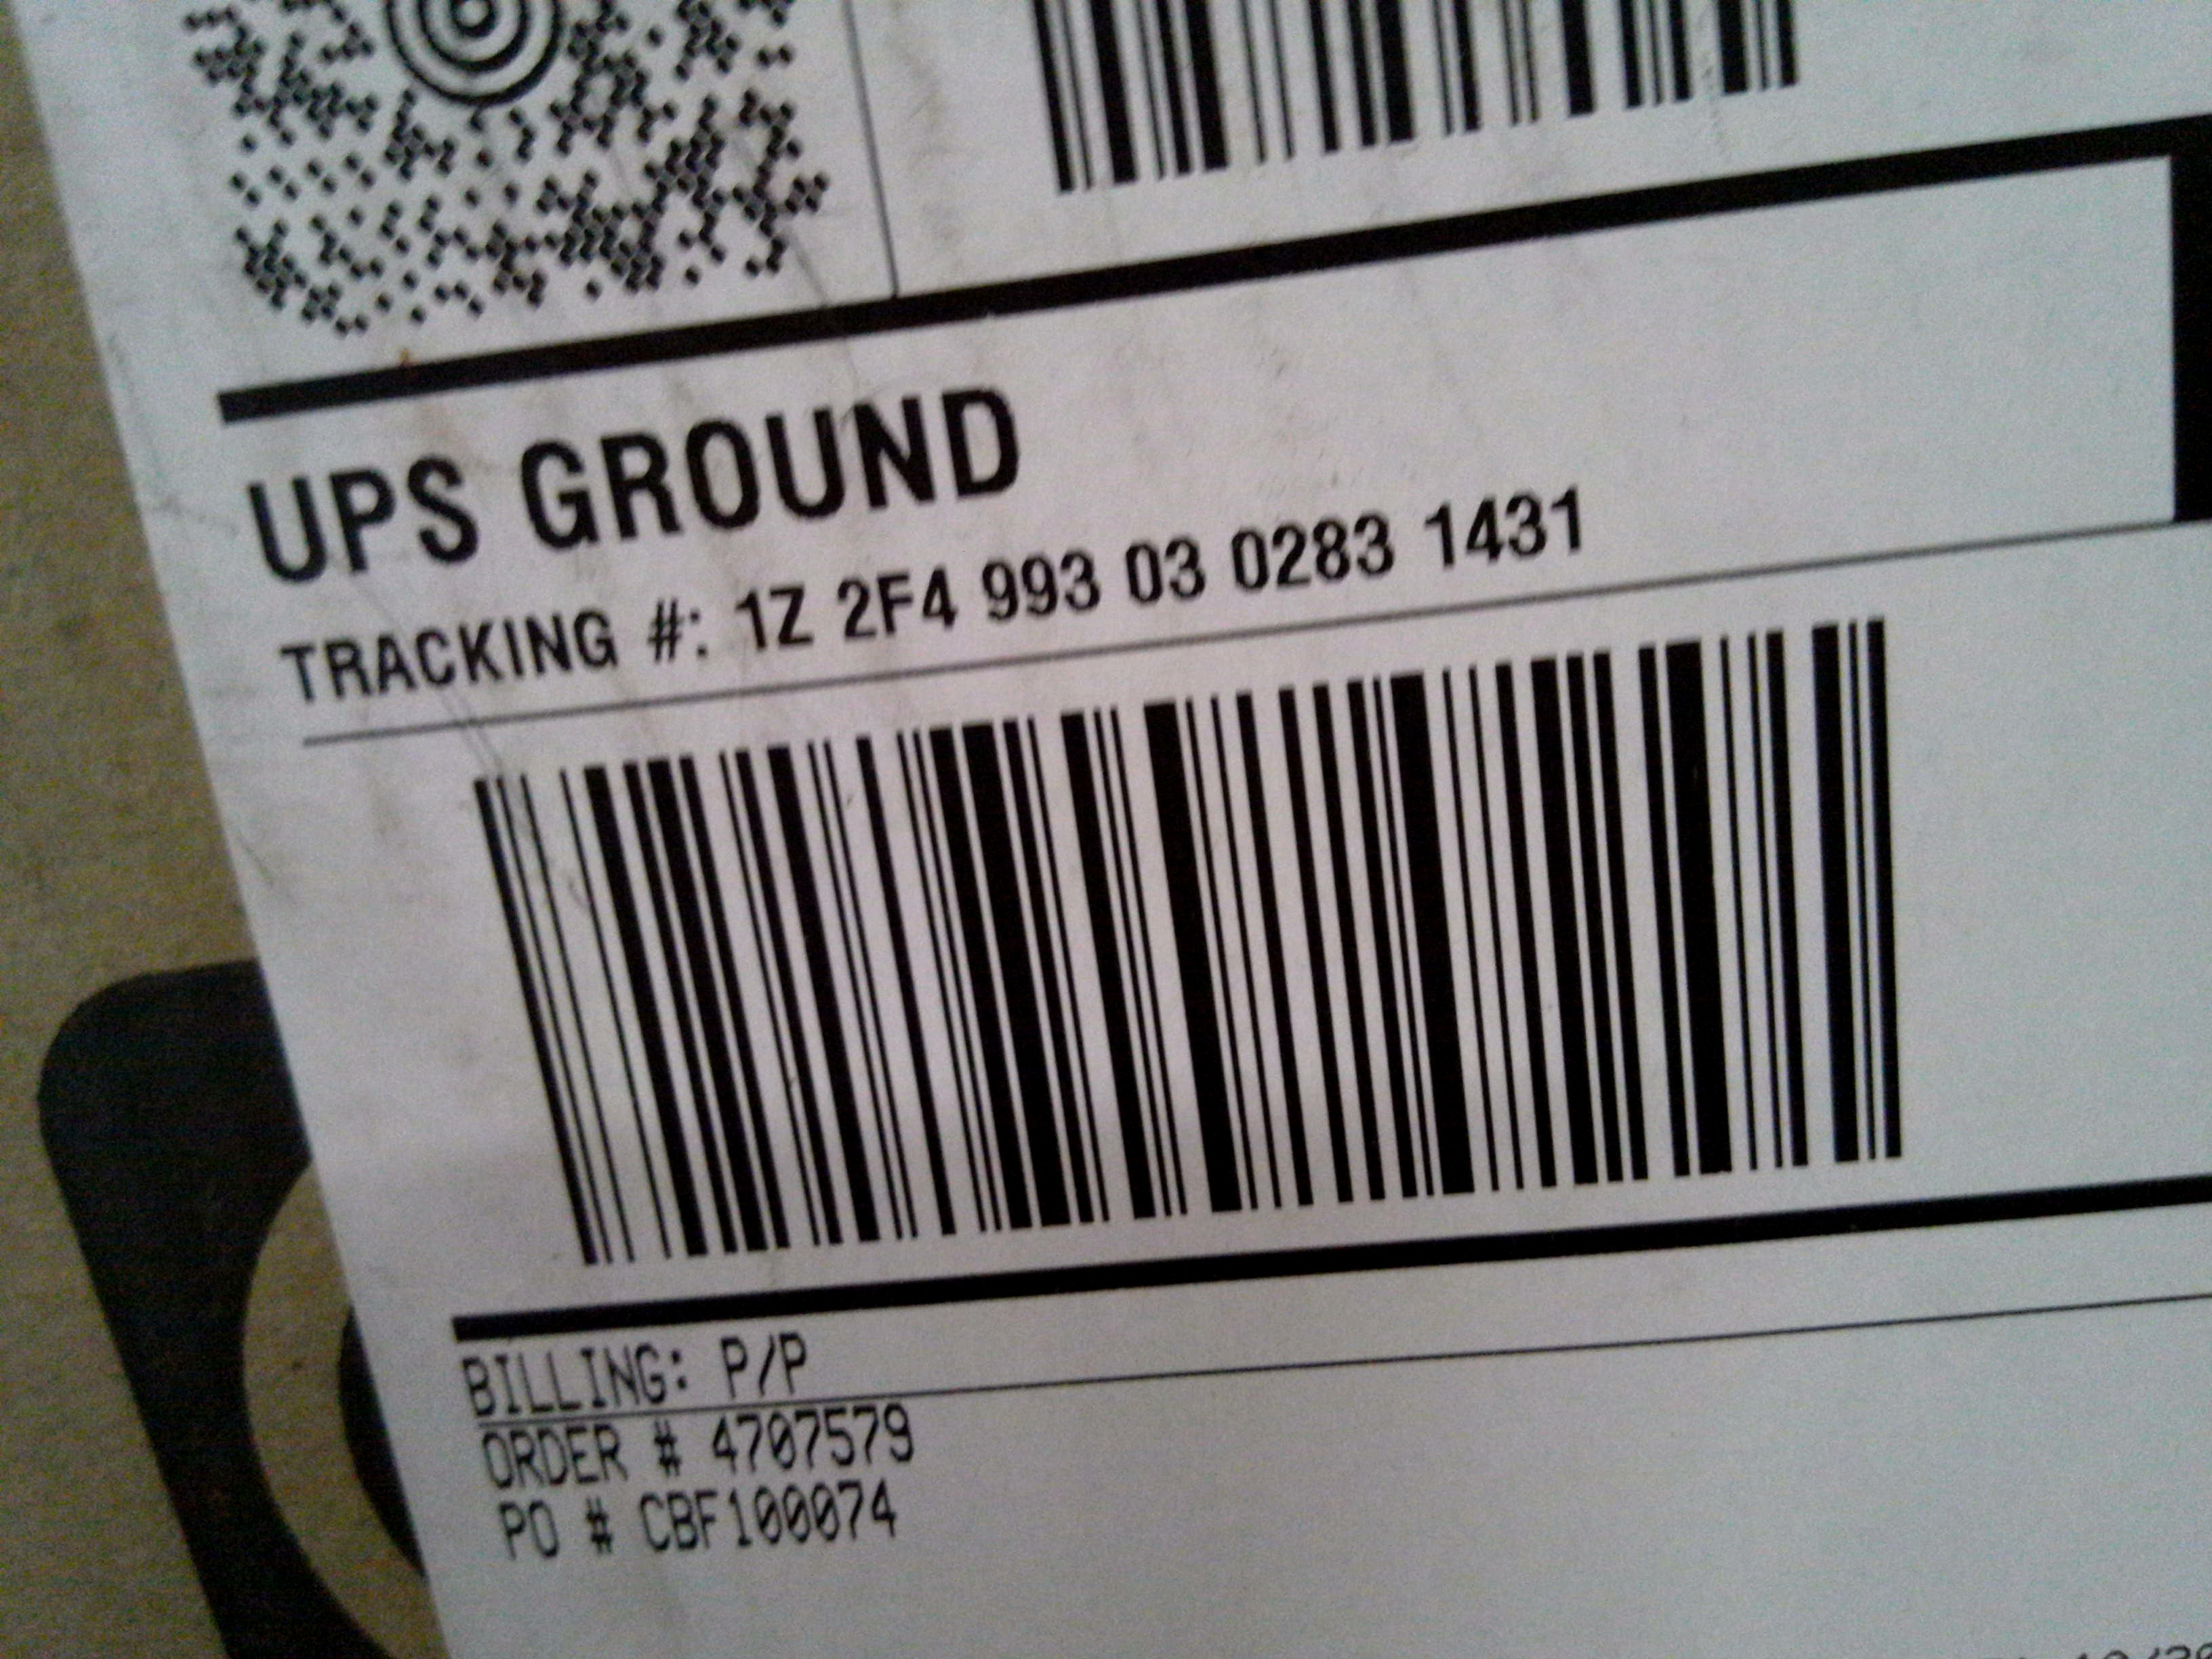 UPS GROUND
TRACKING #: 1Z 2F4 993 03 0283 1431
BILLING: P/P
ORDER # 4707579
PO # CBF100074